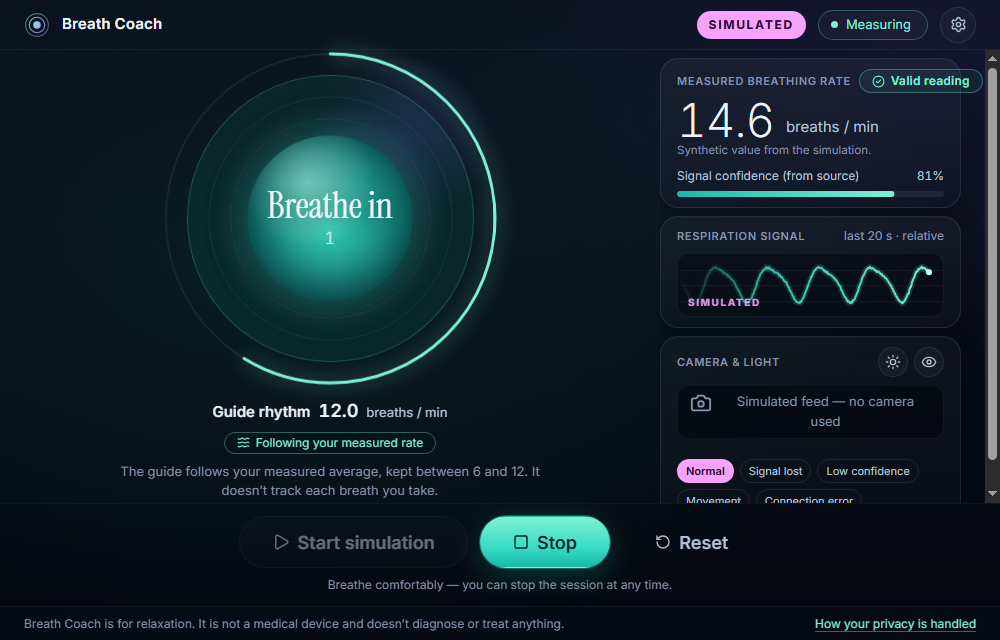 Breath Coach
SIMULATED
Measuring
Breathe in
1
Guide rhythm 12.0 breaths / min
Following your measured rate
The guide follows your measured average, kept between 6 and 12. It
doesn’t track each breath you take.
MEASURED BREATHING RATE
Valid reading
14.6 breaths / min
Synthetic value from the simulation.
Signal confidence (from source) 81%
RESPIRATION SIGNAL last 20 s · relative
SIMULATED
CAMERA & LIGHT
Simulated feed — no camera
used
Normal Signal lost Low confidence
Movement Connection error
Start simulation Stop Reset
Breathe comfortably — you can stop the session at any time.
Breath Coach is for relaxation. It is not a medical device and doesn’t diagnose or treat anything.
How your privacy is handled